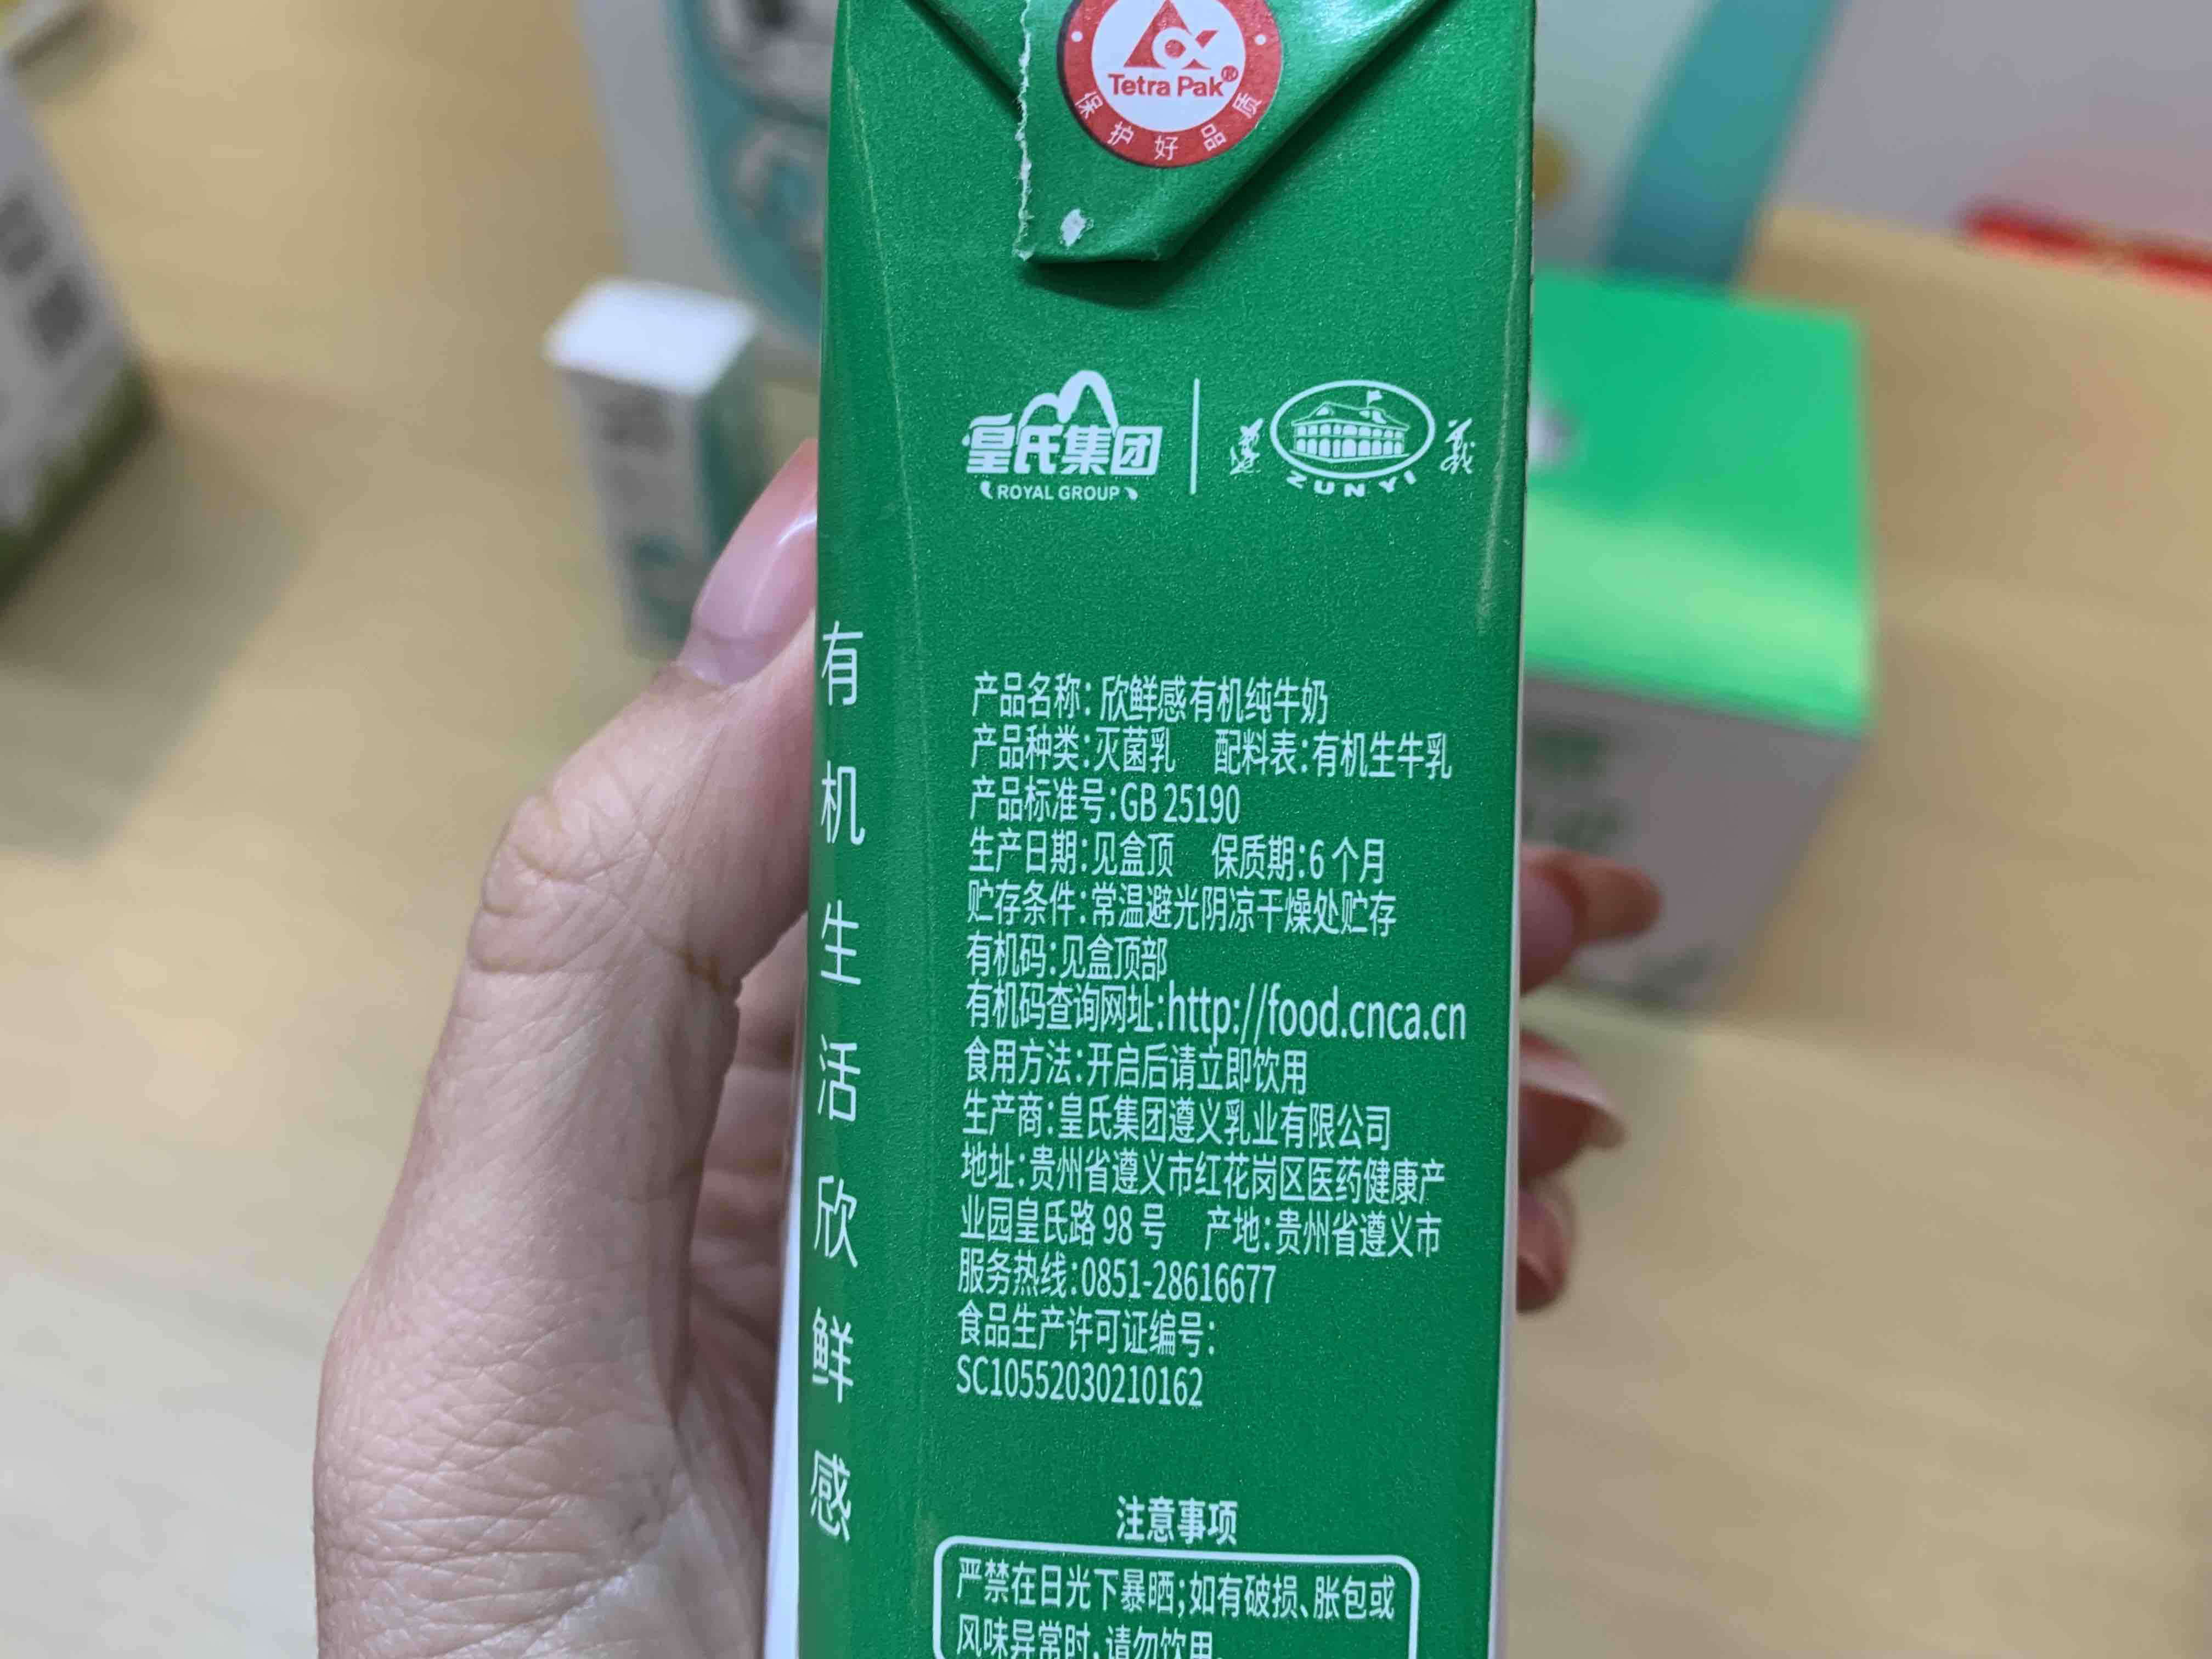 Tetra Pak®
保护好品质
皇氏集团
ROYAL GROUP
遵义
ZUNYI
有机生活欣鲜感
产品名称:欣鲜感有机纯牛奶
产品种类:灭菌乳 配料表:有机生牛乳
产品标准号:GB 25190
生产日期:见盒顶 保质期:6个月
贮存条件:常温避光阴凉干燥处贮存
有机码:见盒顶部
有机码查询网址:http://food.cnca.cn
食用方法:开启后请立即饮用
生产商:皇氏集团遵义乳业有限公司
地址:贵州省遵义市红花岗区医药健康产
业园皇氏路 98 号 产地:贵州省遵义市
服务热线:0851-28616677
食品生产许可证编号:
SC10552030210162
注意事项
严禁在日光下暴晒;如有破损、胀包或
风味异常时,请勿饮用。